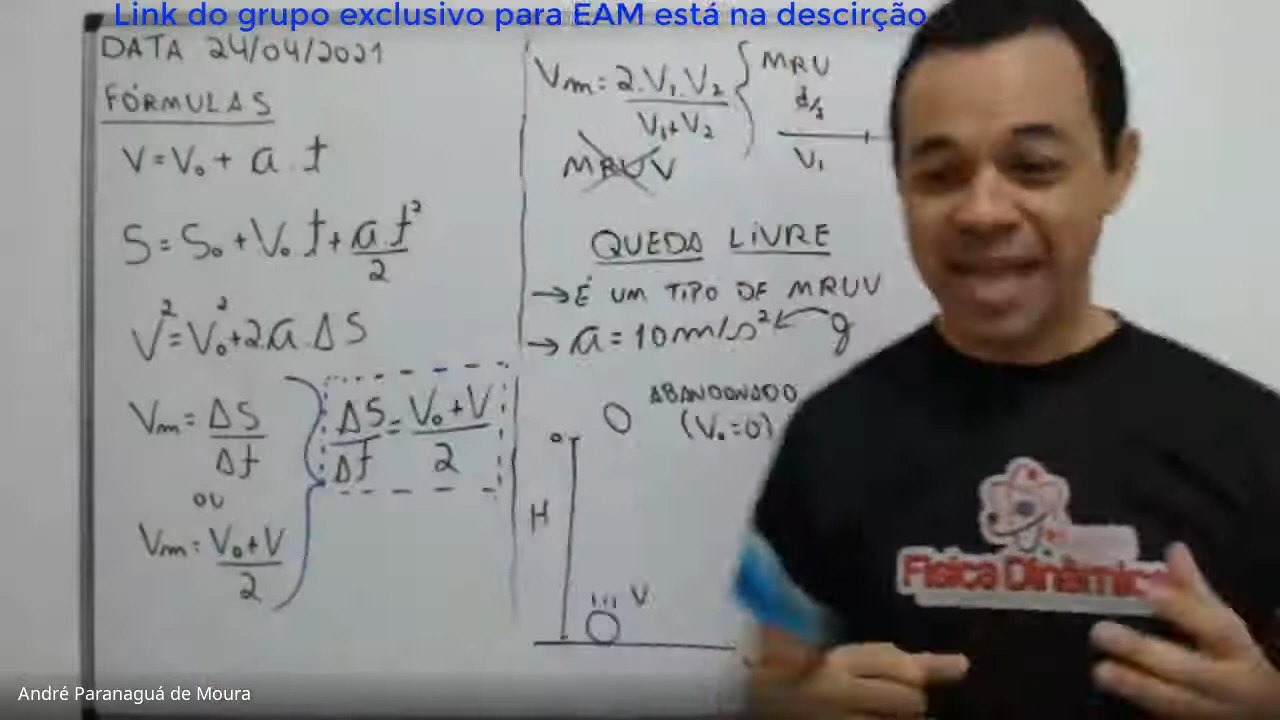 Link do grupo exclusivo para EAM está na descirção
DATA 24/04/2021
FÓRMULAS
V = V₀ + a . t
S = S₀ + V₀ . t + a.t²/2
V² = V₀² + 2.a.ΔS
Vm = ΔS/Δt
ou
Vm = V₀+V/2
ΔS/Δt = V₀+V/2
Vm = 2.V₁.V₂/V₁+V₂
MRUV
MRU
d/2
V₁
QUEDA LIVRE
→ É UM TIPO DE MRUV
→ a = 10 m/s² g
ABANDONADO
(V₀ = 0)
H
V
Física Dinâmica
André Paranaguá de Moura